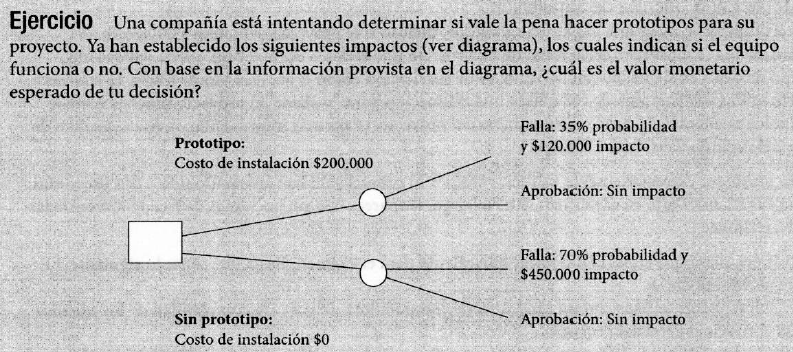 Ejercicio Una compañía está intentando determinar si vale la pena hacer prototipos para su
proyecto. Ya han establecido los siguientes impactos (ver diagrama), los cuales indican si el equipo
funciona o no. Con base en la información provista en el diagrama, ¿cuál es el valor monetario
esperado de tu decisión?
Prototipo:
Costo de instalación $200.000
Falla: 35% probabilidad
y $120.000 impacto
Aprobación: Sin impacto
Falla: 70% probabilidad y
$450.000 impacto
Sin prototipo:
Costo de instalación $0
Aprobación: Sin impacto